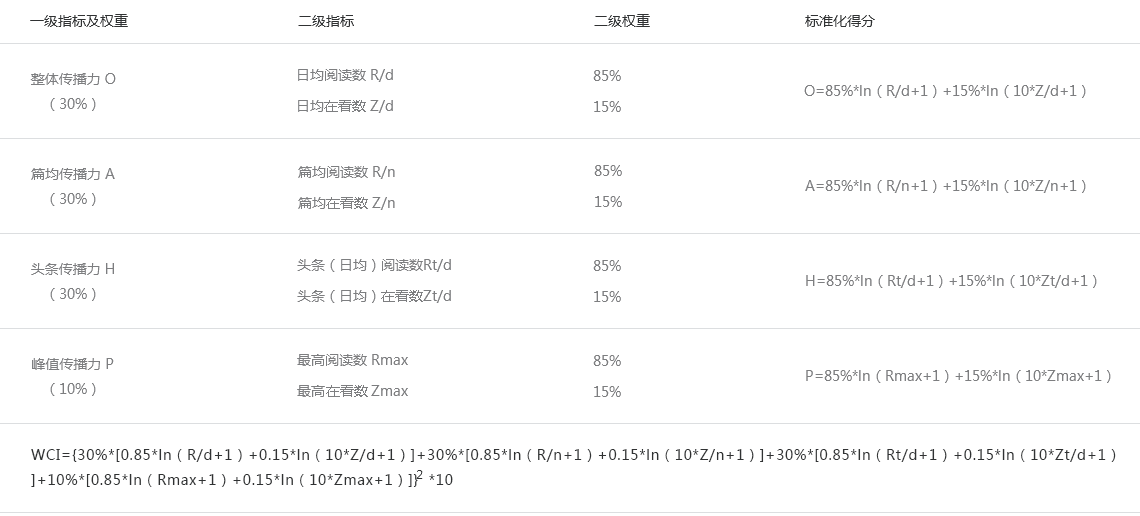 一级指标及权重 二级指标 二级权重 标准化得分
整体传播力 O
（30%）
日均阅读数 R/d 85%
日均在看数 Z/d 15%
O=85%*ln（R/d+1）+15%*ln（10*Z/d+1）
篇均传播力 A
（30%）
篇均阅读数 R/n 85%
篇均在看数 Z/n 15%
A=85%*ln（R/n+1）+15%*ln（10*Z/n+1）
头条传播力 H
（30%）
头条（日均）阅读数Rt/d 85%
头条（日均）在看数Zt/d 15%
H=85%*ln（Rt/d+1）+15%*ln（10*Zt/d+1）
峰值传播力 P
（10%）
最高阅读数 Rmax 85%
最高在看数 Zmax 15%
P=85%*ln（Rmax+1）+15%*ln（10*Zmax+1）
WCI={30%*[0.85*ln（R/d+1）+0.15*ln（10*Z/d+1）]+30%*[0.85*ln（R/n+1）+0.15*ln（10*Z/n+1）]+30%*[0.85*ln（Rt/d+1）+0.15*ln（10*Zt/d+1）
]+10%*[0.85*ln（Rmax+1）+0.15*ln（10*Zmax+1）]}² *10